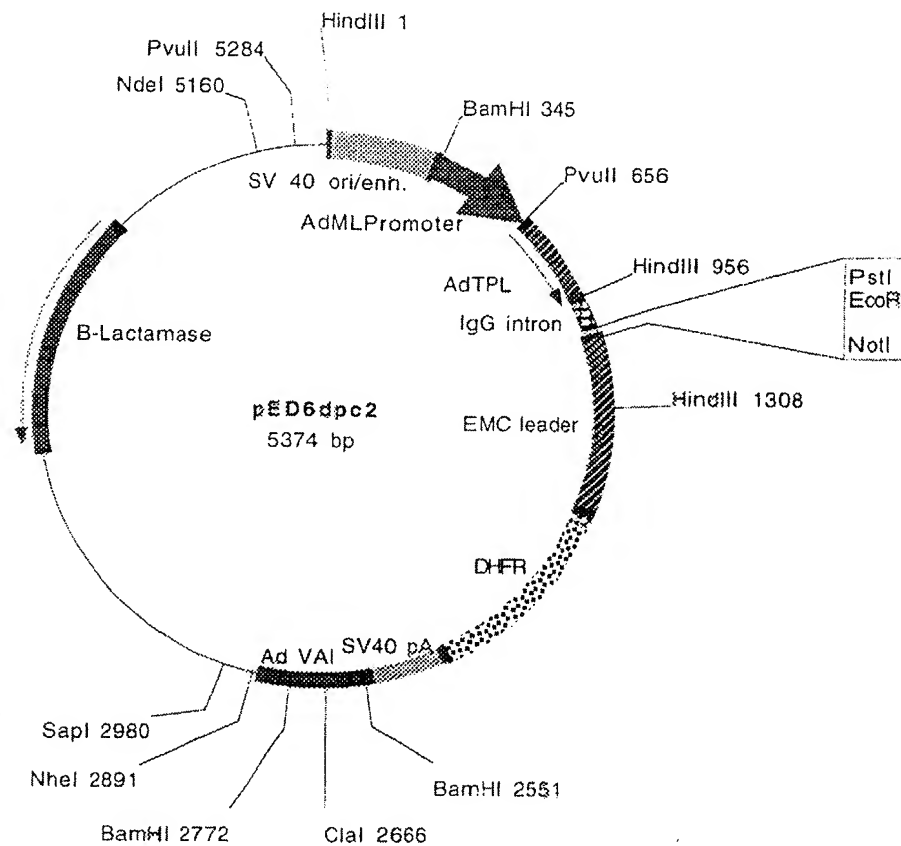 HindIII 1
PvuII 5284
NdeI 5160
BamHI 345
SV 40 ori/enh.
PvuII 656
AdMLPromoter
HindIII 956
AdTPL
PstI
EcoR
IgG intron
NotI
B-Lactamase
pED6dpc2
5374 bp
EMC leader
HindIII 1308
DHFR
Ad VAI
SV40 pA
SapI 2980
NheI 2891
BamHI 2551
BamHI 2772
ClaI 2666